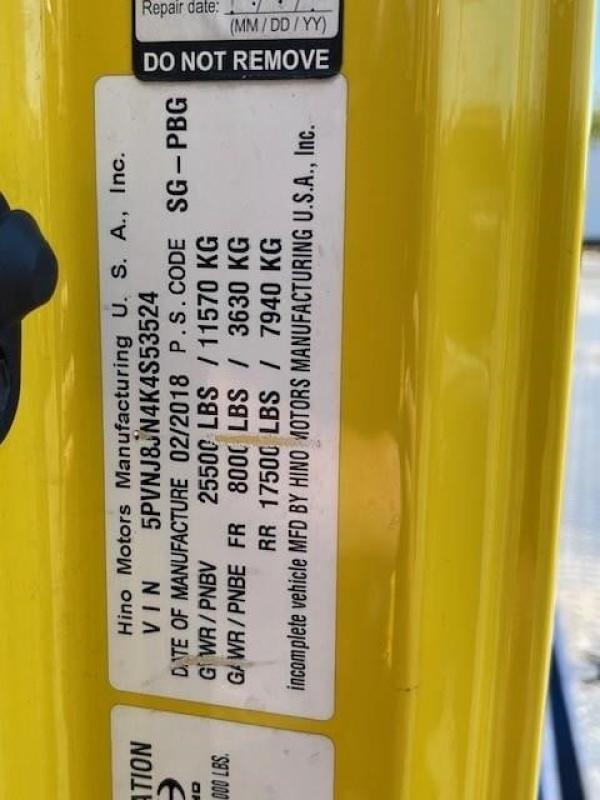 Repair date:
(MM / DD / YY)
DO NOT REMOVE
Hino Motors Manufacturing U. S. A., Inc.
VIN 5PVNJ8JN4K4S53524
DATE OF MANUFACTURE 02/2018 P.S. CODE SG-PBG
GVWR / PNBV 25500 LBS / 11570 KG
GAWR / PNBE FR 8000 LBS / 3630 KG
RR 17500 LBS / 7940 KG
incomplete vehicle MFD BY HINO MOTORS MANUFACTURING U.S.A., Inc.
ATION
000 LBS.